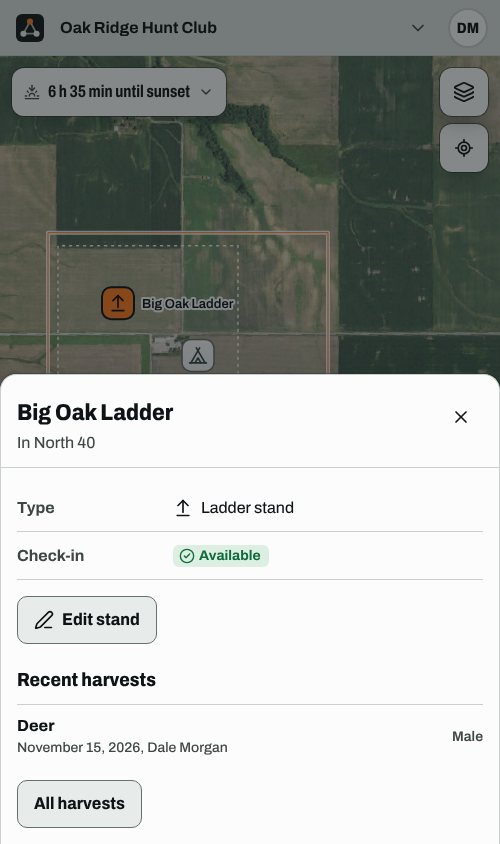 Oak Ridge Hunt Club
DM
6 h 35 min until sunset
Big Oak Ladder
Big Oak Ladder
In North 40
Type
Ladder stand
Check-in
Available
Edit stand
Recent harvests
Deer
November 15, 2026, Dale Morgan
Male
All harvests